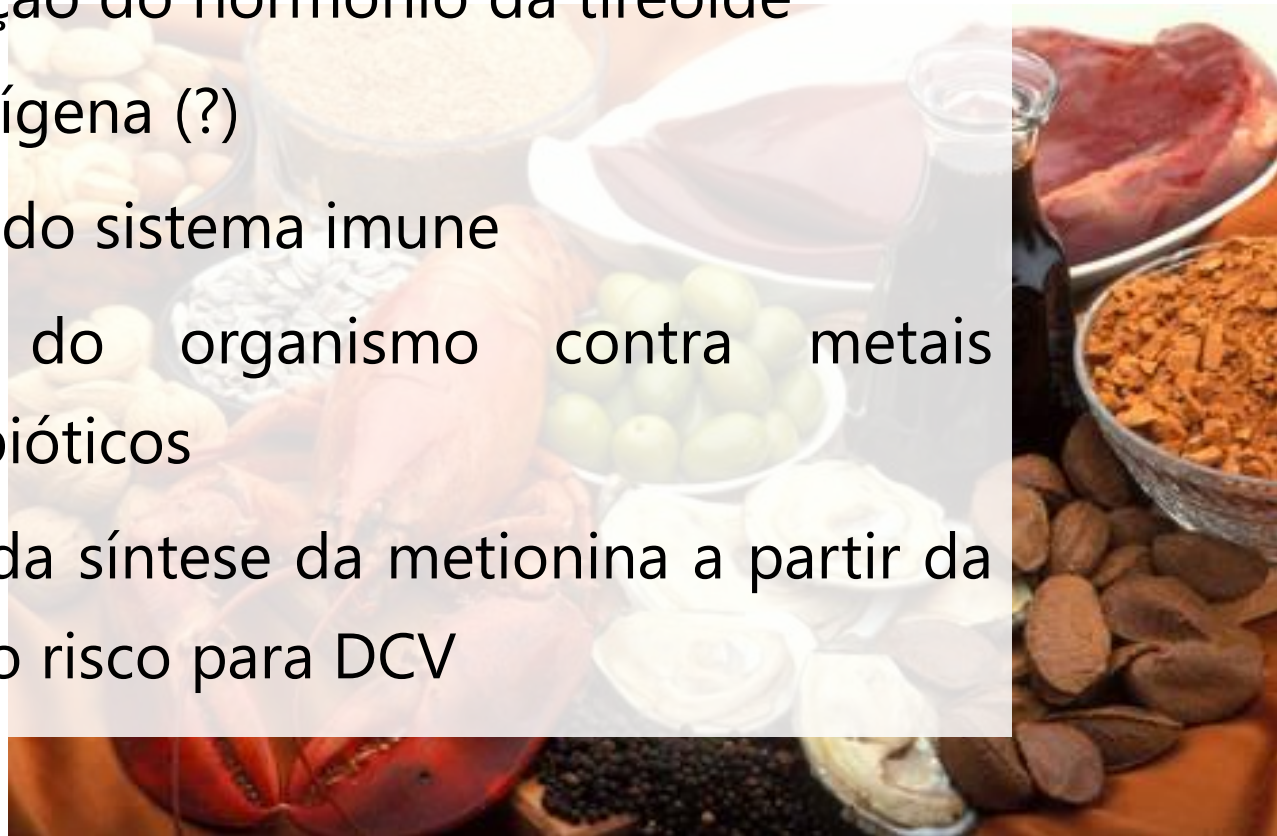 ção do hormônio da tireoide
ígena (?)
do sistema imune
do organismo contra metais
bióticos
da síntese da metionina a partir da
o risco para DCV